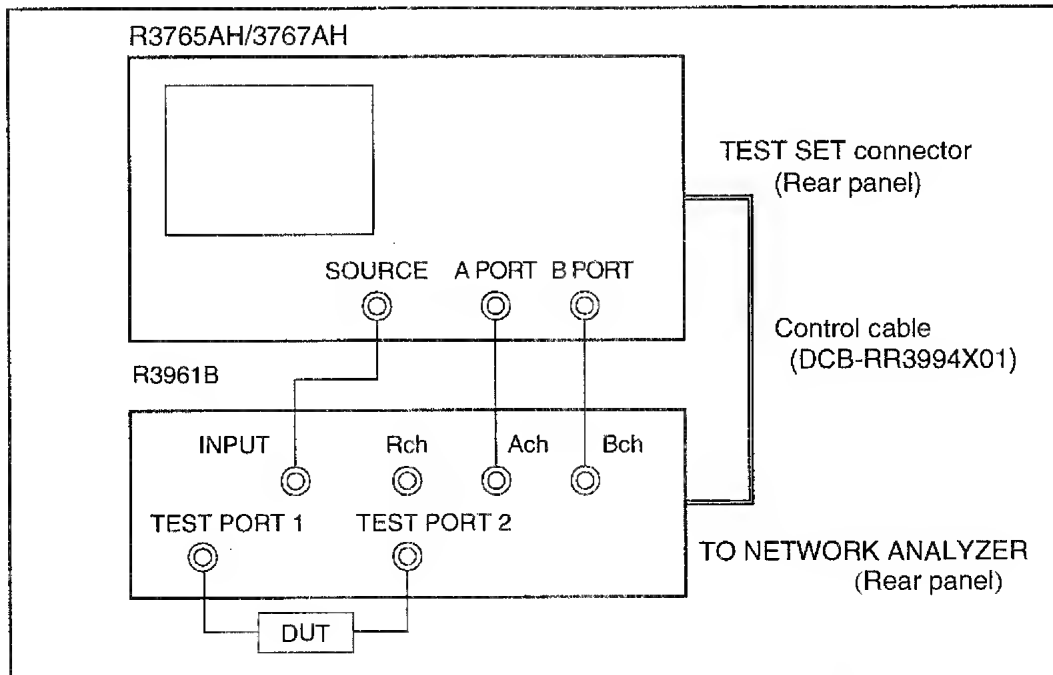 R3765AH/3767AH
TEST SET connector
(Rear panel)
SOURCE A PORT B PORT
Control cable
(DCB-RR3994X01)
R3961B
INPUT Rch Ach Bch
TEST PORT 1 TEST PORT 2
TO NETWORK ANALYZER
(Rear panel)
DUT